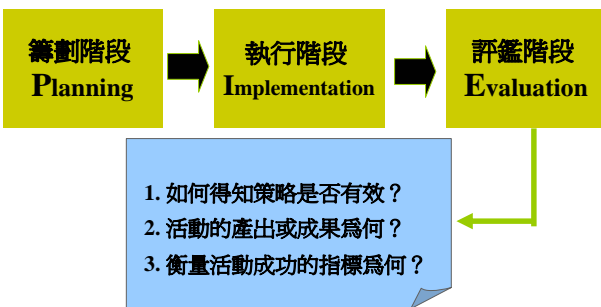 籌劃階段
Planning
執行階段
Implementation
評鑑階段
Evaluation
1. 如何得知策略是否有效？
2. 活動的產出或成果爲何？
3. 衡量活動成功的指標爲何？